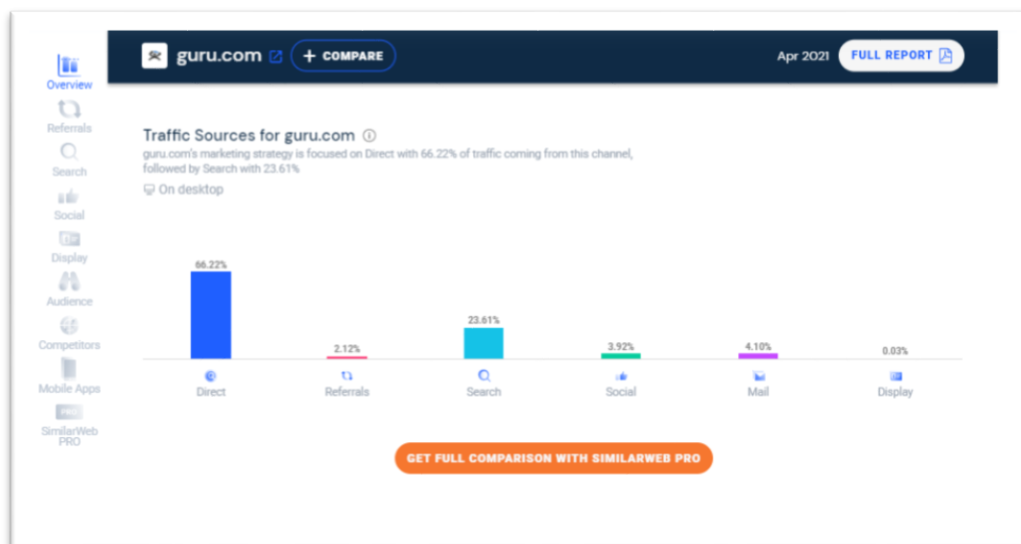 guru.com
+ COMPARE
Apr 2021
FULL REPORT
Overview
Referrals
Search
Social
Display
Audience
Competitors
Mobile Apps
PRO
SimilarWeb
PRO
Traffic Sources for guru.com
guru.com's marketing strategy is focused on Direct with 66.22% of traffic coming from this channel,
followed by Search with 23.61%
On desktop
66.22%
2.12%
23.61%
3.92%
4.10%
0.03%
Direct
Referrals
Search
Social
Mail
Display
GET FULL COMPARISON WITH SIMILARWEB PRO